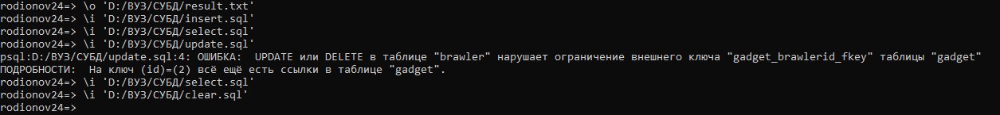 rodionov24=> \o 'D:/ВУЗ/СУБД/result.txt'
rodionov24=> \i 'D:/ВУЗ/СУБД/insert.sql'
rodionov24=> \i 'D:/ВУЗ/СУБД/select.sql'
rodionov24=> \i 'D:/ВУЗ/СУБД/update.sql'
psql:D:/ВУЗ/СУБД/update.sql:4: ОШИБКА:  UPDATE или DELETE в таблице "brawler" нарушает ограничение внешнего ключа "gadget_brawlerid_fkey" таблицы "gadget"
ПОДРОБНОСТИ:  На ключ (id)=(2) всё ещё есть ссылки в таблице "gadget".
rodionov24=> \i 'D:/ВУЗ/СУБД/select.sql'
rodionov24=> \i 'D:/ВУЗ/СУБД/clear.sql'
rodionov24=>